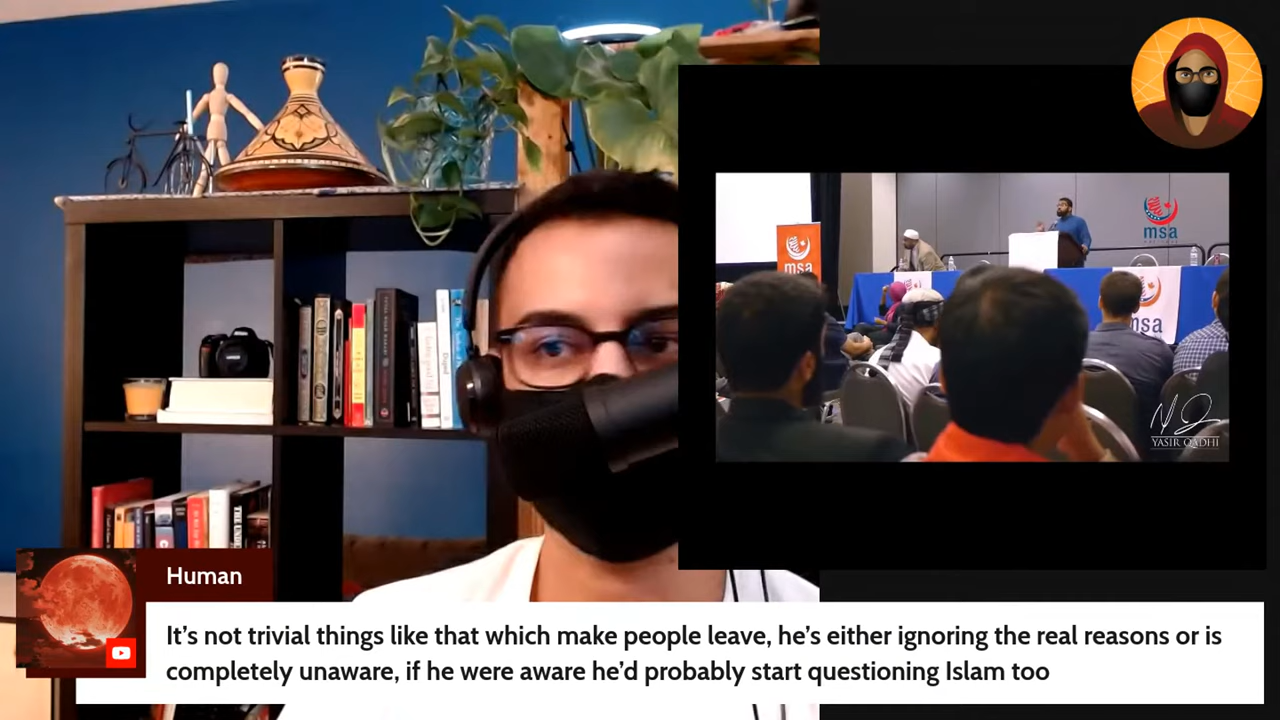 msa
msa
msa
YASIR QADHI
Human
It's not trivial things like that which make people leave, he's either ignoring the real reasons or is
completely unaware, if he were aware he'd probably start questioning Islam too